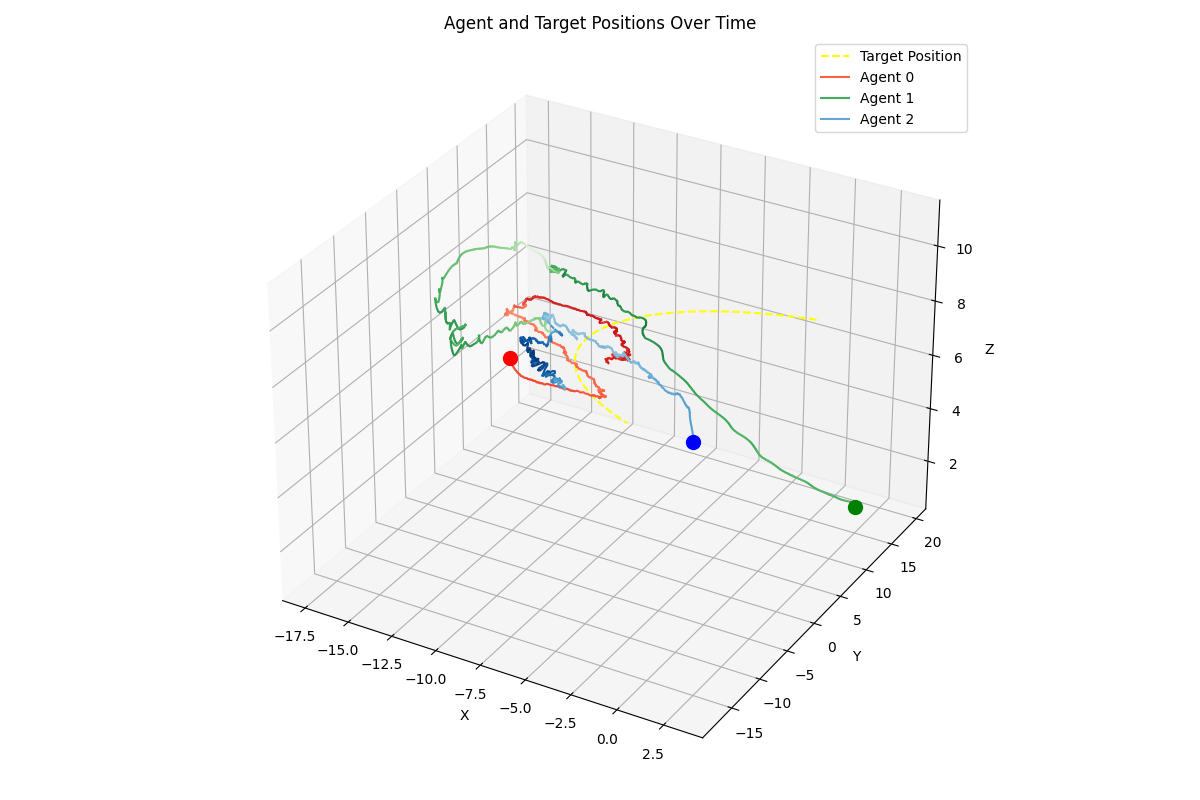 Agent and Target Positions Over Time
Target Position
Agent 0
Agent 1
Agent 2
10
8
6
4
2
Z
20
15
10
5
0
−5
−10
−15
Y
−17.5
−15.0
−12.5
−10.0
−7.5
−5.0
−2.5
0.0
2.5
X